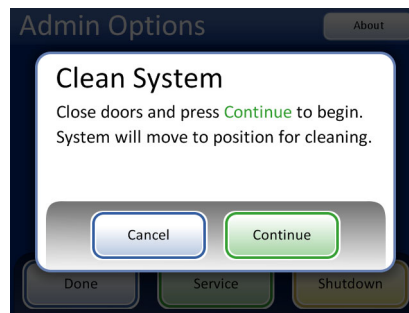 Admin Options
About
Clean System
Close doors and press Continue to begin.
System will move to position for cleaning.
Cancel
Continue
Done
Service
Shutdown